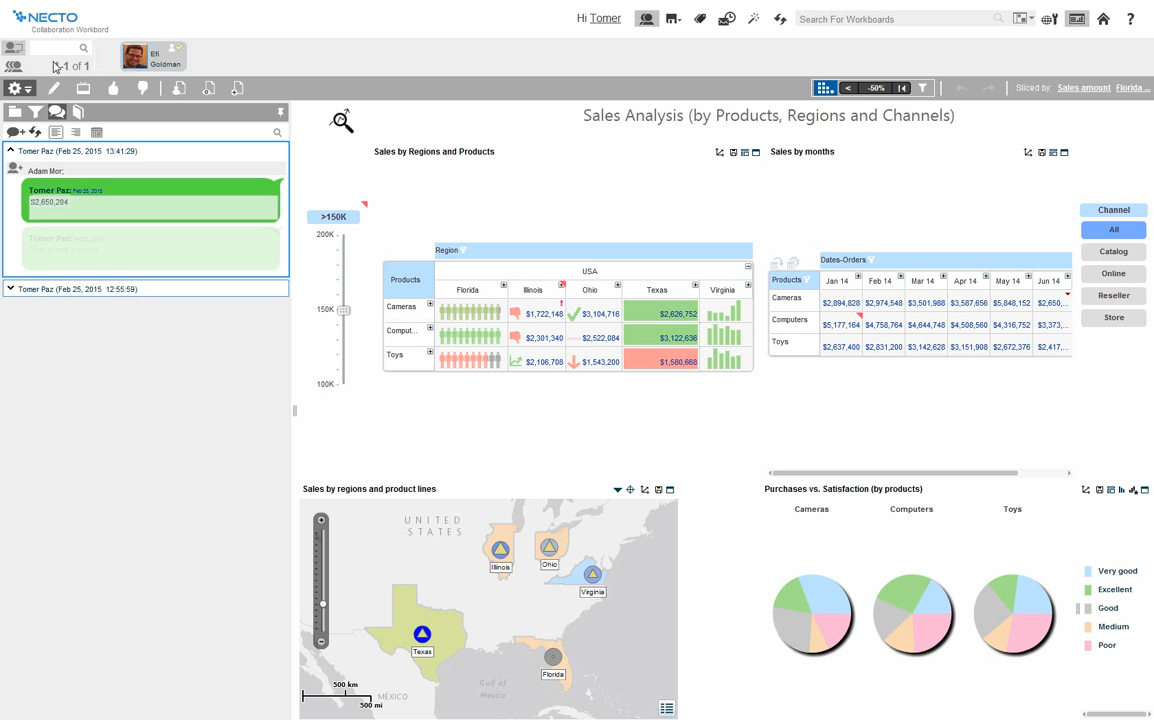 NECTO
Collaboration Workbord
Hi Tomer
Search For Workboards
1-1 of 1
Efi
Goldman
-50%
Sliced by: Sales amount Florida ...
Sales Analysis (by Products, Regions and Channels)
Tomer Paz (Feb 25, 2015 13:41:29)
Adam Mor;
Tomer Paz: Feb 25, 2015
$2,650,204
Tomer Paz (Feb 25, 2015 12:55:59)
Sales by Regions and Products
>150K
200K
150K
100K
Region
Products
USA
Florida Illinois Ohio Texas Virginia
Cameras $1,722,148 $3,104,716 $2,626,752
Comput... $2,301,340 $2,522,084 $3,122,636
Toys $2,106,708 $1,543,200 $1,580,668
Sales by months
Dates-Orders
Products Jan 14 Feb 14 Mar 14 Apr 14 May 14 Jun 14
Cameras $2,894,828 $2,974,548 $3,501,988 $3,587,656 $5,848,152 $2,650,...
Computers $5,177,164 $4,758,764 $4,644,748 $4,508,560 $4,316,752 $3,373,...
Toys $2,637,400 $2,831,200 $3,142,628 $3,151,908 $2,672,376 $2,417,...
Channel
All
Catalog
Online
Reseller
Store
Sales by regions and product lines
UNITED
STATES
Illinois
Ohio
Virginia
Texas
Florida
Gulf of
Mexico
MÉXICO
500 km
500 mi
Purchases vs. Satisfaction (by products)
Cameras Computers Toys
Very good
Excellent
Good
Medium
Poor